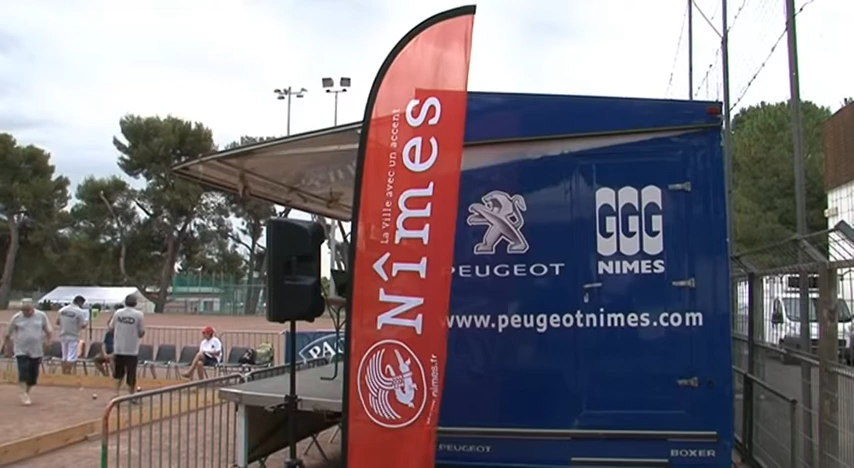 La Ville avec un accent
Nîmes
nimes.fr
PEUGEOT
GGG
NIMES
www.peugeotnimes.com
PEUGEOT
BOXER